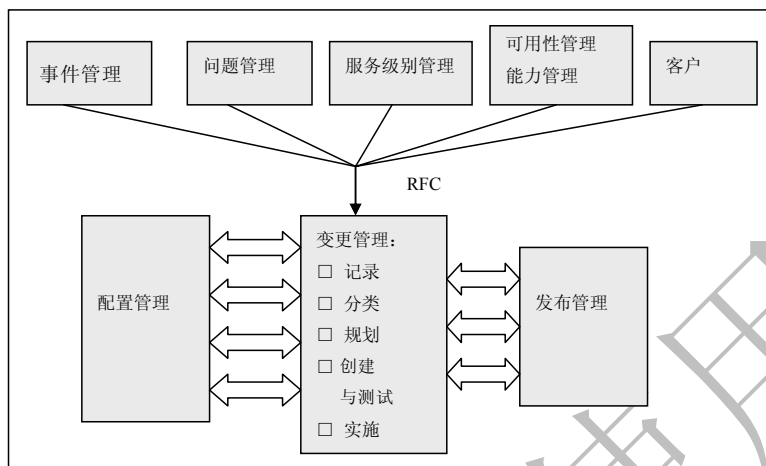 事件管理
问题管理
服务级别管理
可用性管理
能力管理
客户
RFC
配置管理
变更管理：
□ 记录
□ 分类
□ 规划
□ 创建
与测试
□ 实施
发布管理
使用